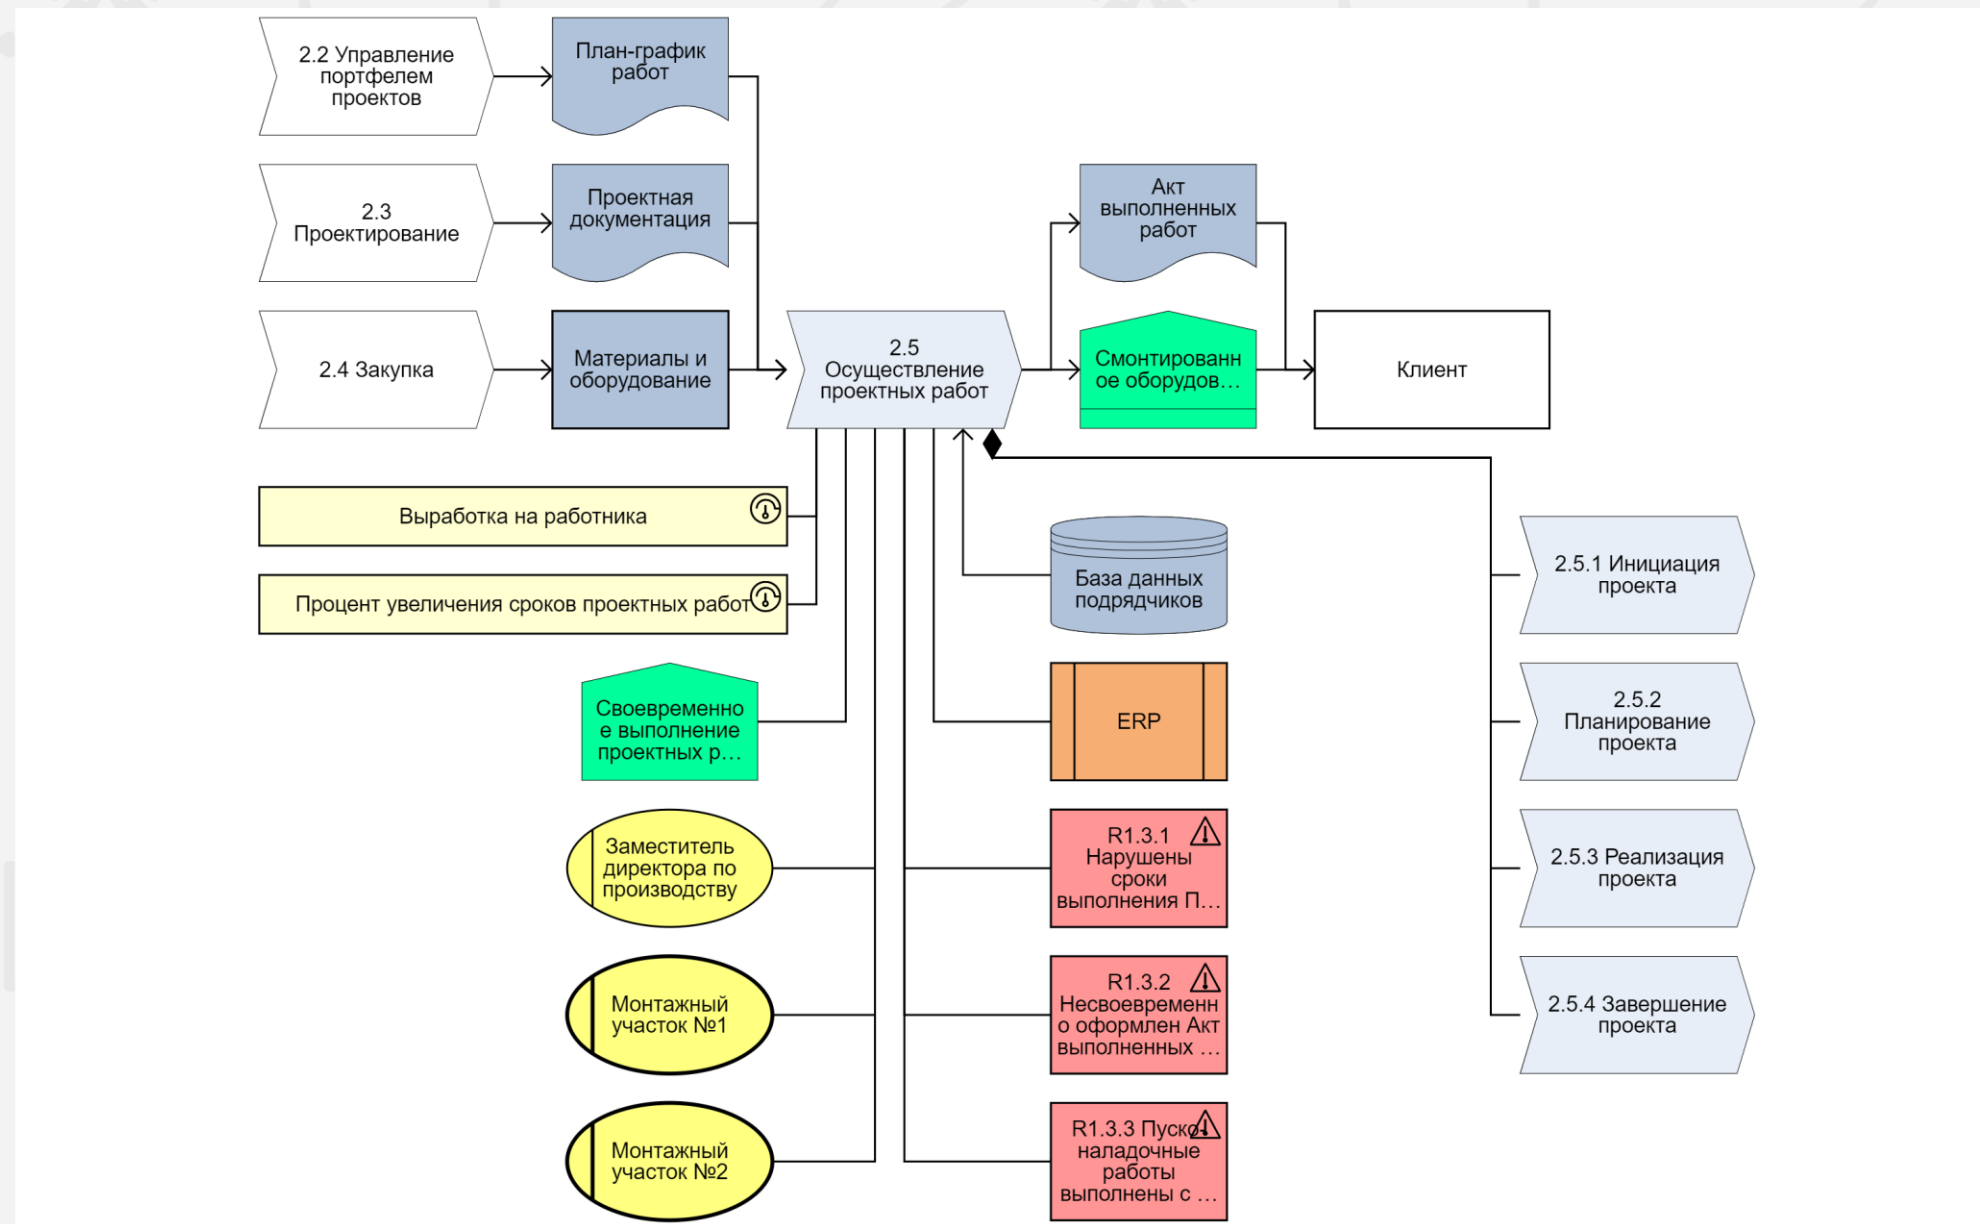 2.2 Управление
портфелем
проектов
План-график
работ
2.3
Проектирование
Проектная
документация
Акт
выполненных
работ
2.4 Закупка
Материалы и
оборудование
2.5
Осуществление
проектных работ
Смонтированн
ое оборудов…
Клиент
Выработка на работника
Процент увеличения сроков проектных работ
База данных
подрядчиков
2.5.1 Инициация
проекта
Своевременно
е выполнение
проектных р…
ERP
2.5.2
Планирование
проекта
Заместитель
директора по
производству
R1.3.1
Нарушены
сроки
выполнения П…
2.5.3 Реализация
проекта
Монтажный
участок №1
R1.3.2
Несвоевременн
о оформлен Акт
выполненных …
2.5.4 Завершение
проекта
Монтажный
участок №2
R1.3.3 Пуско-
наладочные
работы
выполнены с …